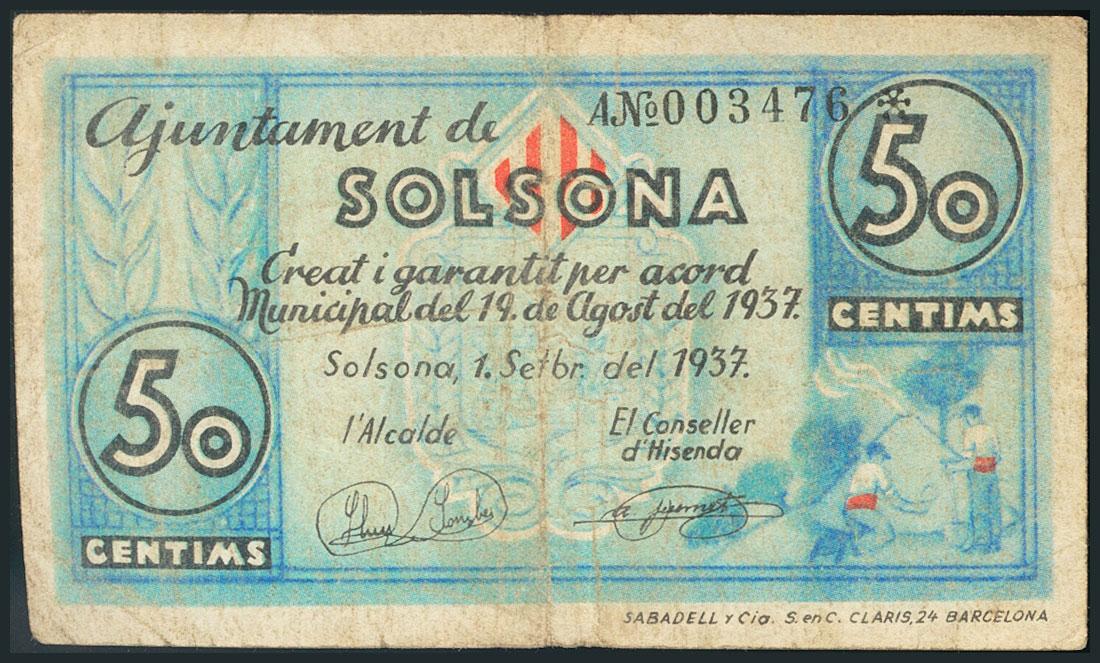 Ajuntament de
ANo003476
50
SOLSONA
Creat i garantit per acord
Municipal del 19. de Agost del 1937.
CENTIMS
Solsona, 1. Setbr. del 1937.
l'Alcalde
El Conseller
d'Hisenda
50
CENTIMS
SABADELL y Cia. S. en C. CLARIS, 24 BARCELONA